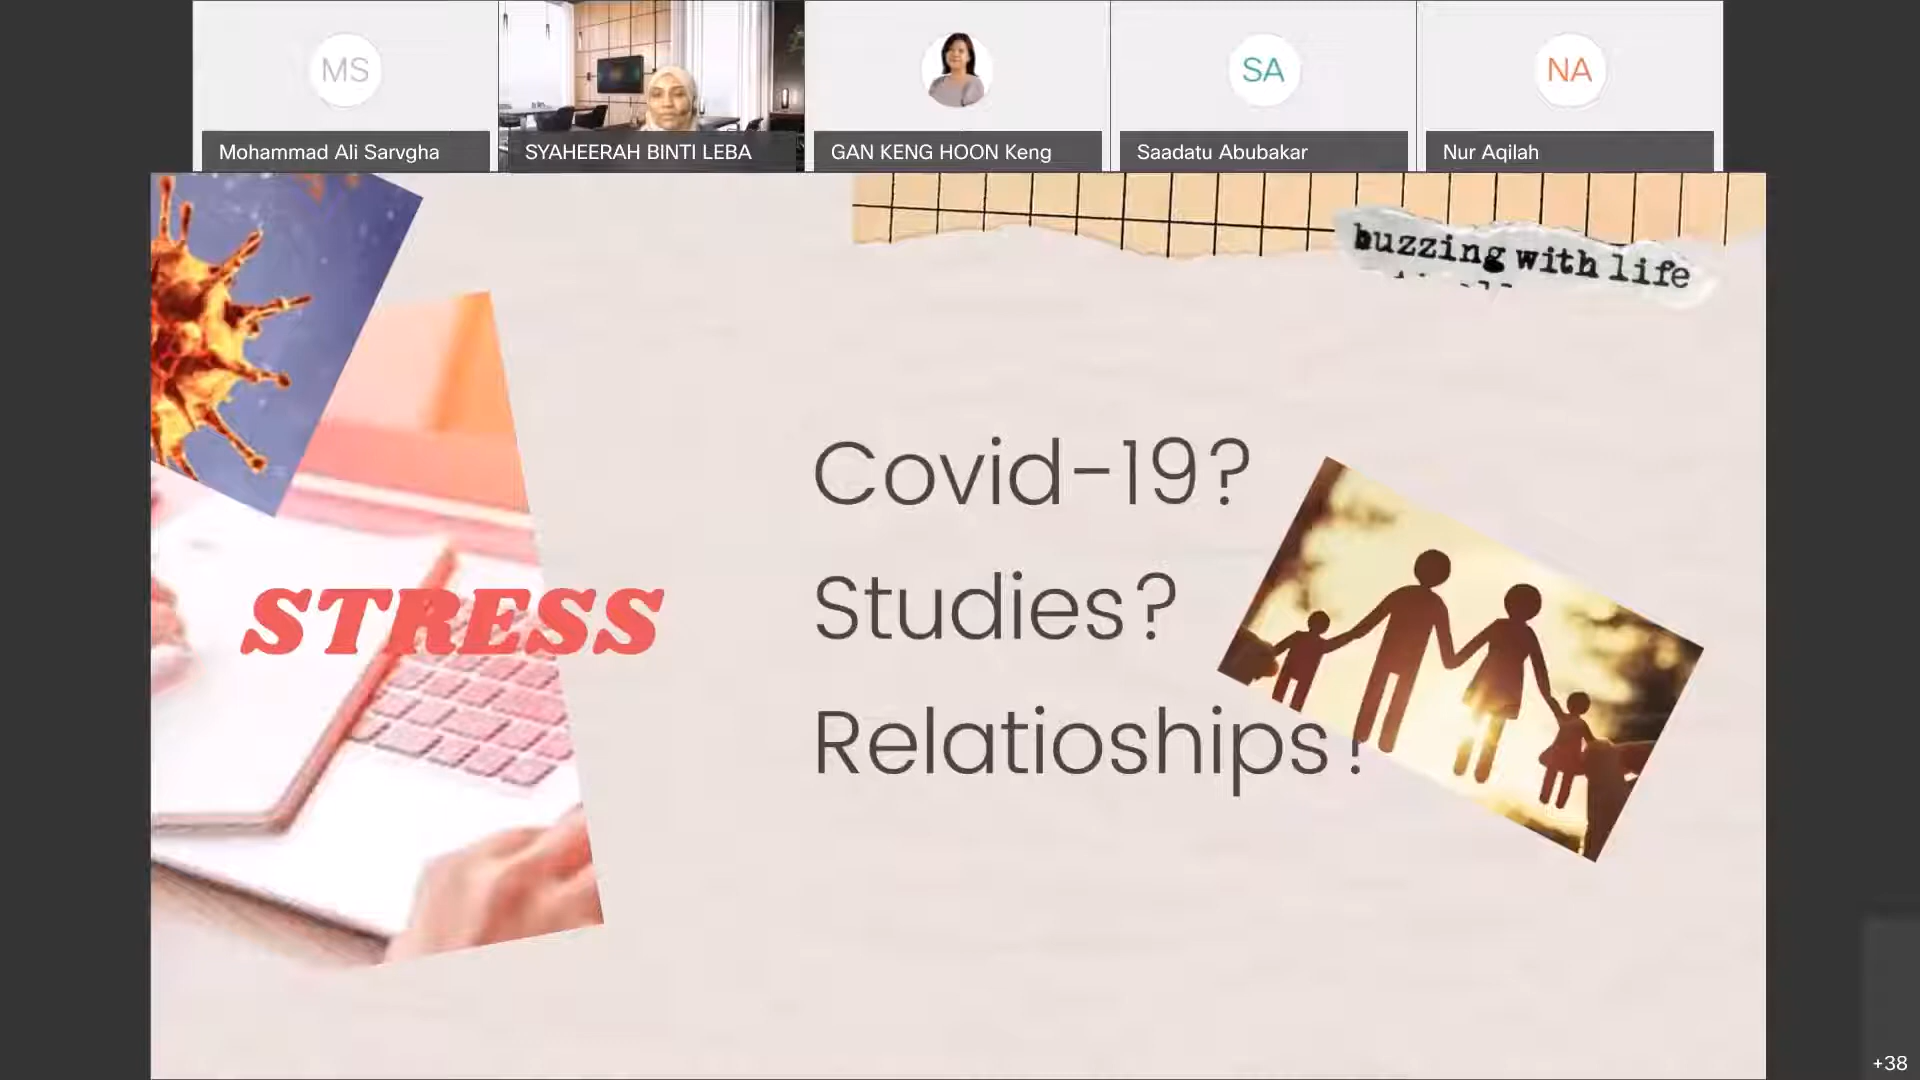 MS
SA
NA
Mohammad Ali Sarvgha
SYAHEERAH BINTI LEBA
GAN KENG HOON Keng
Saadatu Abubakar
Nur Aqilah
buzzing with life
Covid-19?
STRESS
Studies?
Relatioships?
+38